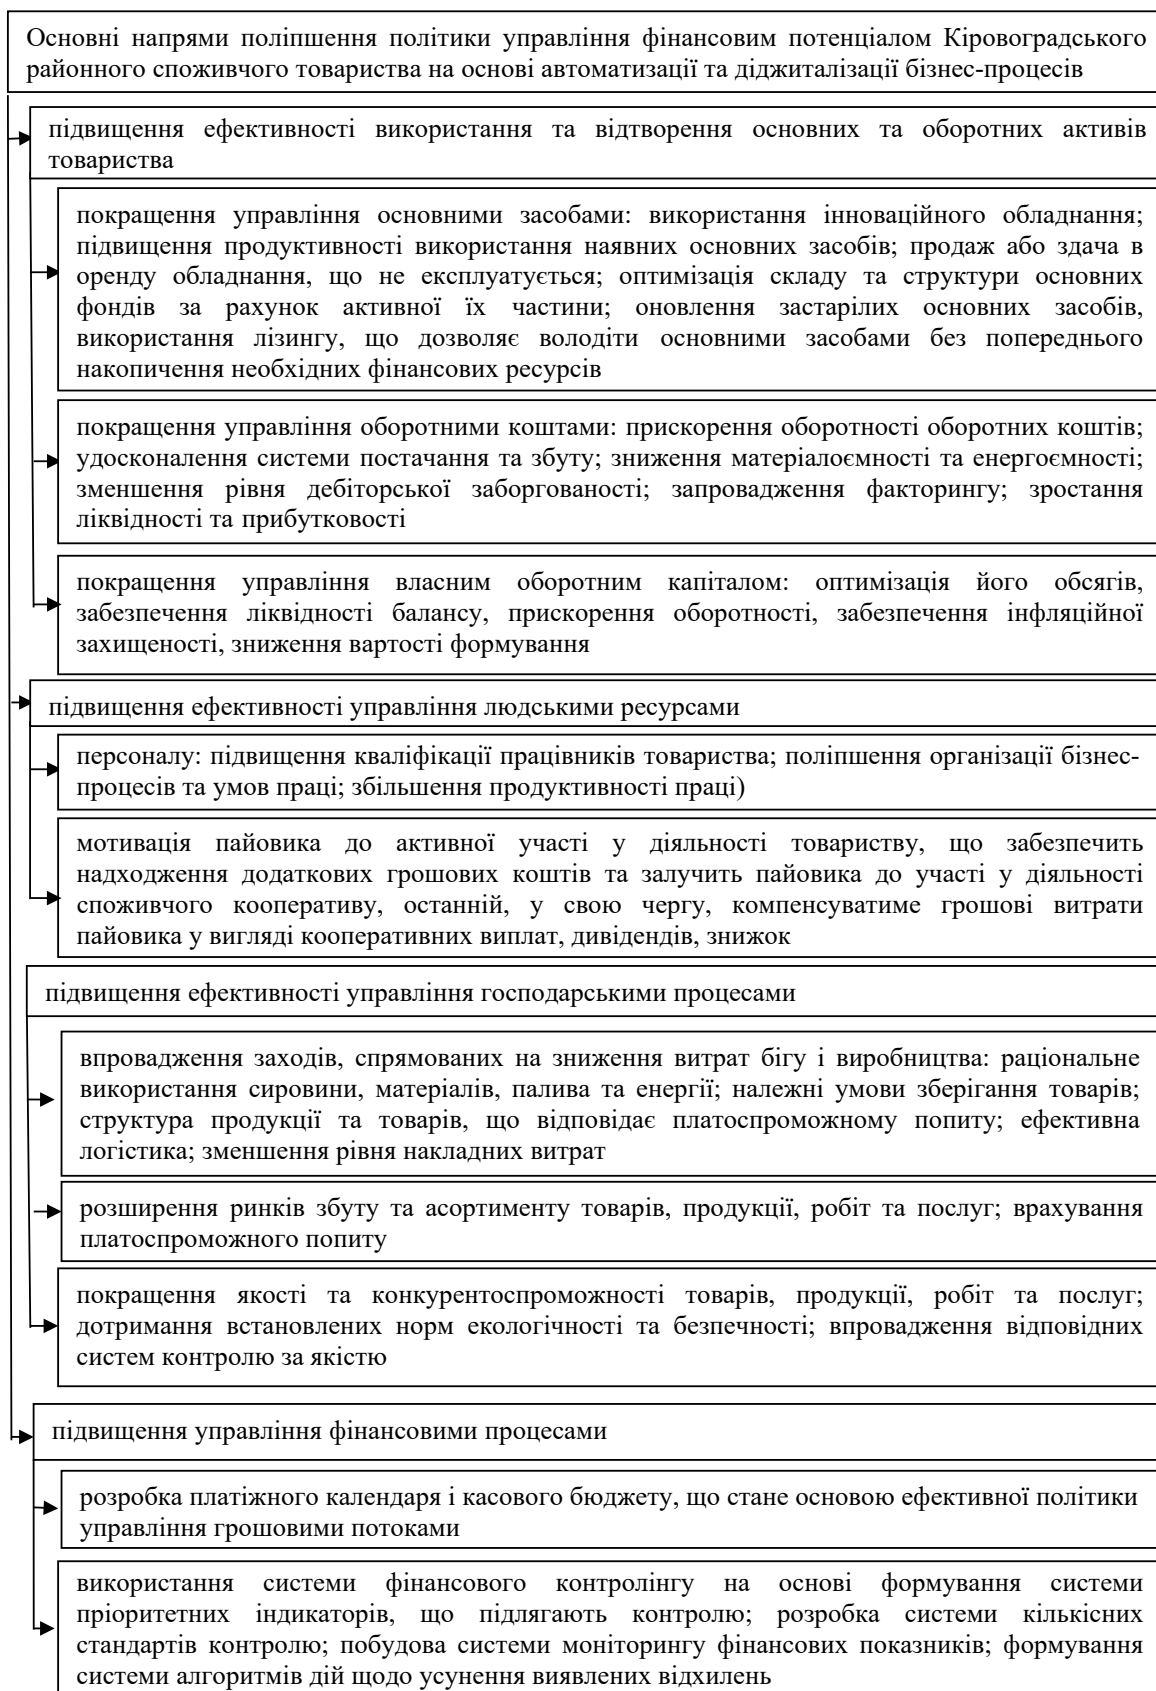 Основні напрями поліпшення політики управління фінансовим потенціалом Кіровоградського
районного споживчого товариства на основі автоматизації та діджиталізації бізнес-процесів
підвищення ефективності використання та відтворення основних та оборотних активів
товариства
покращення управління основними засобами: використання інноваційного обладнання;
підвищення продуктивності використання наявних основних засобів; продаж або здача в
оренду обладнання, що не експлуатується; оптимізація складу та структури основних
фондів за рахунок активної їх частини; оновлення застарілих основних засобів,
використання лізингу, що дозволяє володіти основними засобами без попереднього
накопичення необхідних фінансових ресурсів
покращення управління оборотними коштами: прискорення оборотності оборотних коштів;
удосконалення системи постачання та збуту; зниження матеріалоємності та енергоємності;
зменшення рівня дебіторської заборгованості; запровадження факторингу; зростання
ліквідності та прибутковості
покращення управління власним оборотним капіталом: оптимізація його обсягів,
забезпечення ліквідності балансу, прискорення оборотності, забезпечення інфляційної
захищеності, зниження вартості формування
підвищення ефективності управління людськими ресурсами
персоналу: підвищення кваліфікації працівників товариства; поліпшення організації бізнес-
процесів та умов праці; збільшення продуктивності праці)
мотивація пайовика до активної участі у діяльності товариству, що забезпечить
надходження додаткових грошових коштів та залучить пайовика до участі у діяльності
споживчого кооперативу, останній, у свою чергу, компенсуватиме грошові витрати
пайовика у вигляді кооперативних виплат, дивідендів, знижок
підвищення ефективності управління господарськими процесами
впровадження заходів, спрямованих на зниження витрат бігу і виробництва: раціональне
використання сировини, матеріалів, палива та енергії; належні умови зберігання товарів;
структура продукції та товарів, що відповідає платоспроможному попиту; ефективна
логістика; зменшення рівня накладних витрат
розширення ринків збуту та асортименту товарів, продукції, робіт та послуг; врахування
платоспроможного попиту
покращення якості та конкурентоспроможності товарів, продукції, робіт та послуг;
дотримання встановлених норм екологічності та безпечності; впровадження відповідних
систем контролю за якістю
підвищення управління фінансовими процесами
розробка платіжного календаря і касового бюджету, що стане основою ефективної політики
управління грошовими потоками
використання системи фінансового контролінгу на основі формування системи
пріоритетних індикаторів, що підлягають контролю; розробка системи кількісних
стандартів контролю; побудова системи моніторингу фінансових показників; формування
системи алгоритмів дій щодо усунення виявлених відхилень